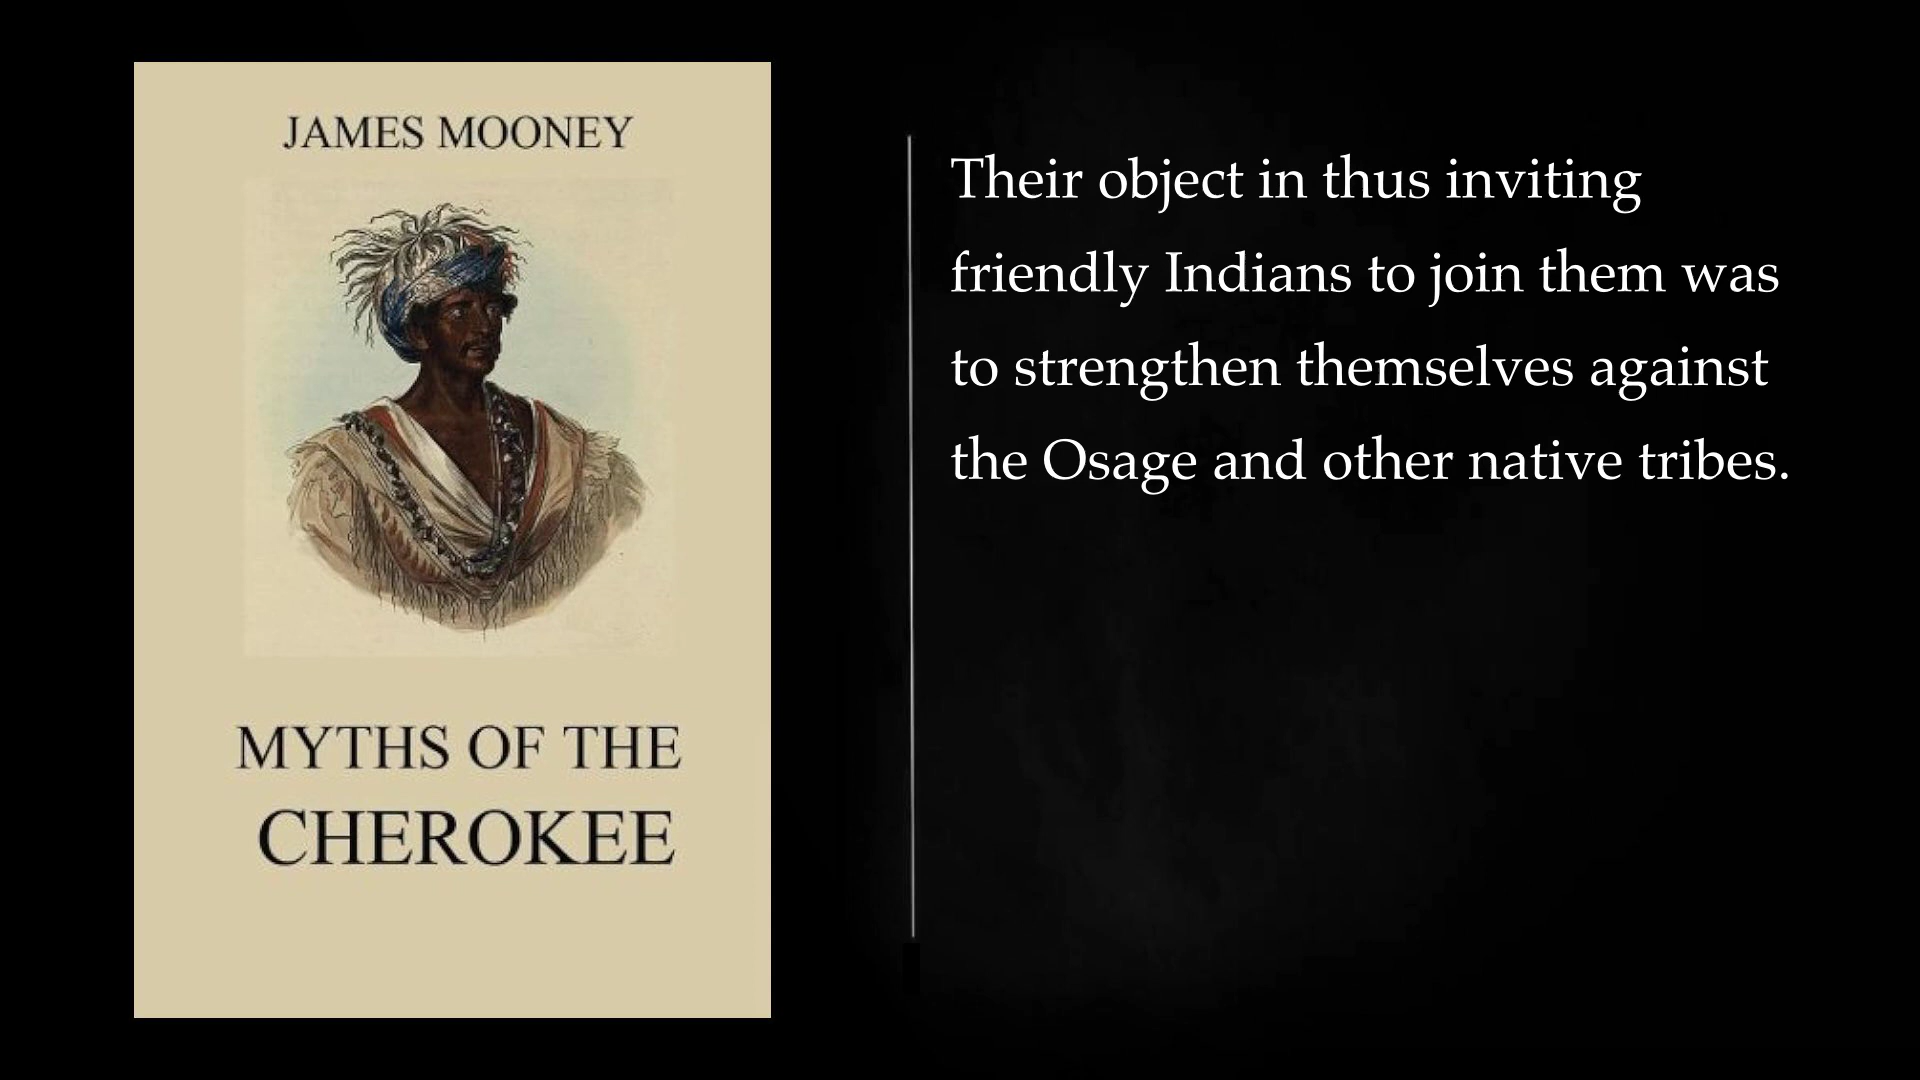 JAMES MOONEY
MYTHS OF THE
CHEROKEE
Their object in thus inviting
friendly Indians to join them was
to strengthen themselves against
the Osage and other native tribes.